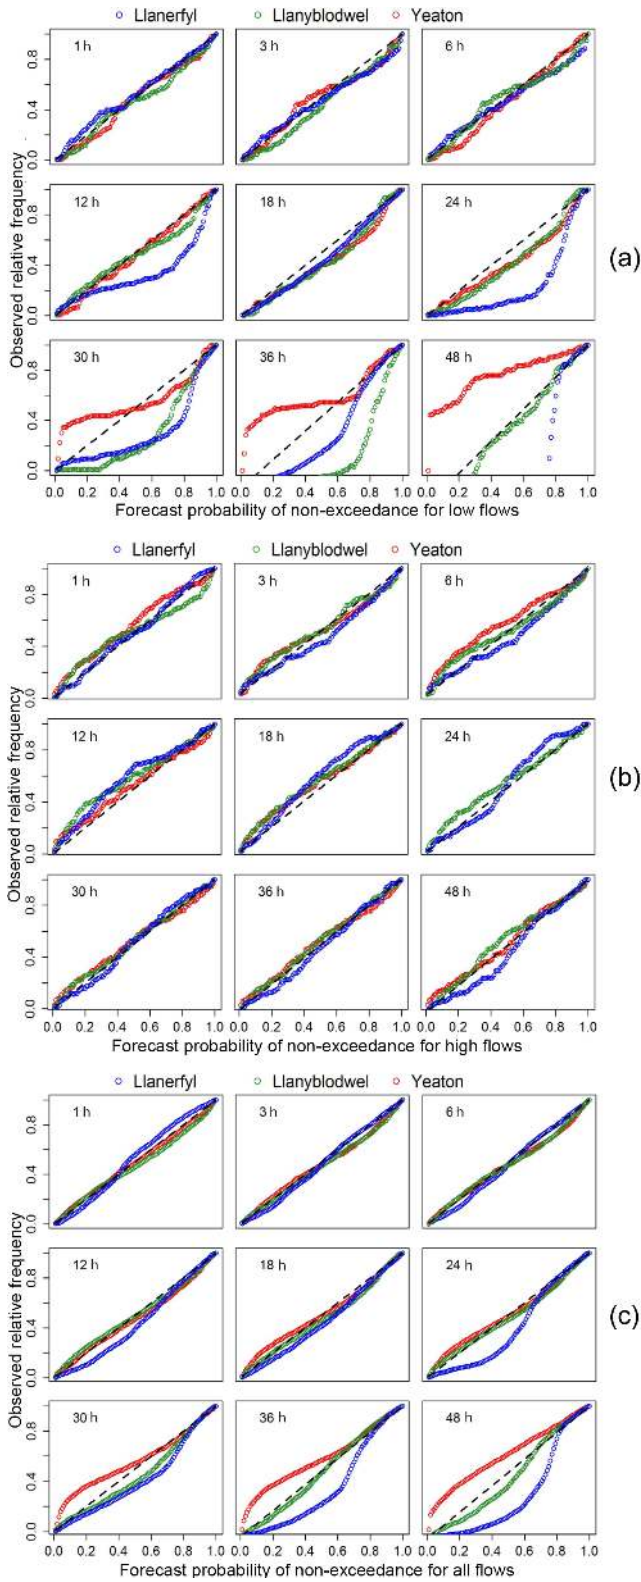 Llanerfyl Llanyblodwel Yeaton
1 h 3 h 6 h
0.0 0.4 0.8
12 h 18 h 24 h
0.0 0.4 0.8
Observed relative frequency
(a)
30 h 36 h 48 h
0.0 0.4 0.8
0.0 0.2 0.4 0.6 0.8 1.0 0.0 0.2 0.4 0.6 0.8 1.0 0.0 0.2 0.4 0.6 0.8 1.0
Forecast probability of non-exceedance for low flows
Llanerfyl Llanyblodwel Yeaton
1 h 3 h 6 h
0.0 0.4 0.8
12 h 18 h 24 h
0.0 0.4 0.8
Observed relative frequency
(b)
30 h 36 h 48 h
0.0 0.4 0.8
0.0 0.2 0.4 0.6 0.8 1.0 0.0 0.2 0.4 0.6 0.8 1.0 0.0 0.2 0.4 0.6 0.8 1.0
Forecast probability of non-exceedance for high flows
Llanerfyl Llanyblodwel Yeaton
1 h 3 h 6 h
0.0 0.4 0.8
12 h 18 h 24 h
0.0 0.4 0.8
Observed relative frequency
(c)
30 h 36 h 48 h
0.0 0.4 0.8
0.0 0.2 0.4 0.6 0.8 1.0 0.0 0.2 0.4 0.6 0.8 1.0 0.0 0.2 0.4 0.6 0.8 1.0
Forecast probability of non-exceedance for all flows